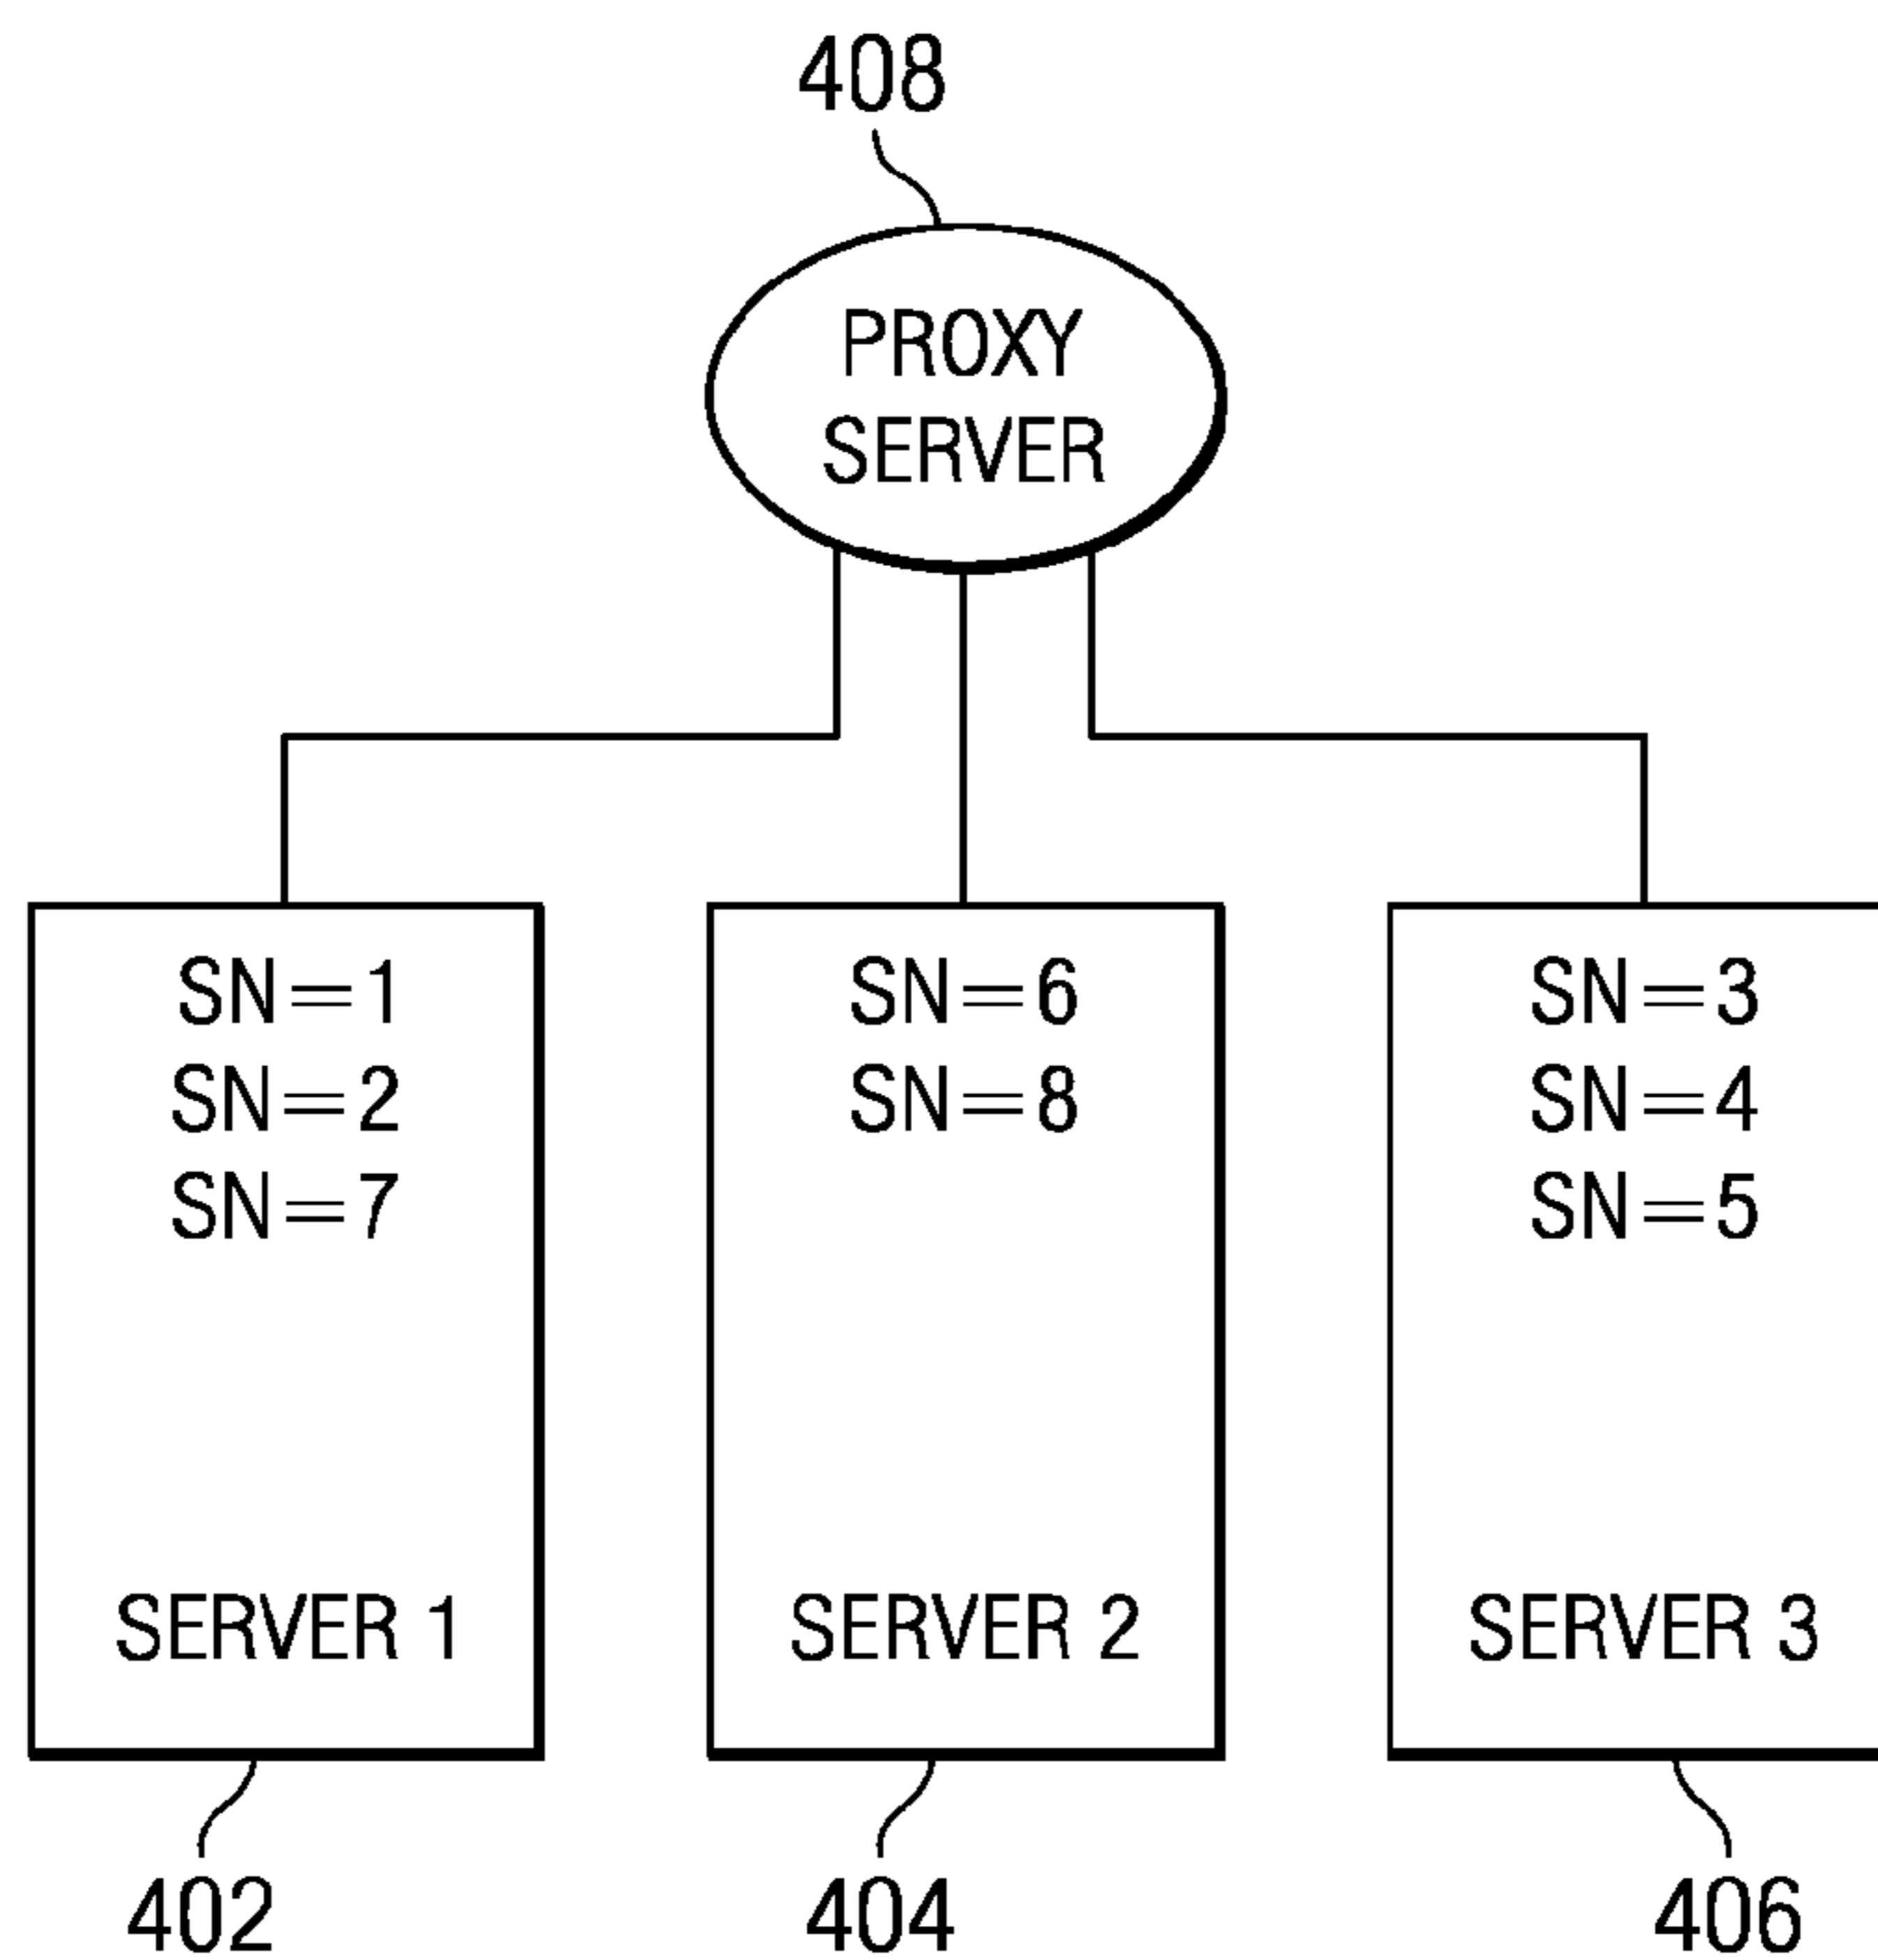 408
PROXY
SERVER
SN=1
SN=2
SN=7
SERVER 1
SN=6
SN=8
SERVER 2
SN=3
SN=4
SN=5
SERVER 3
402
404
406